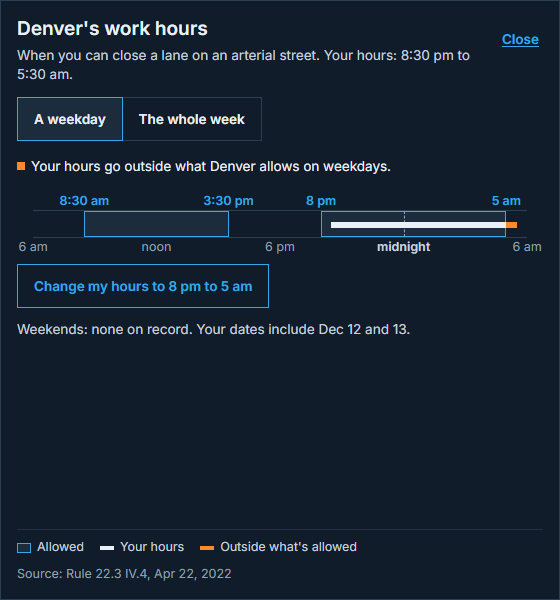 Denver's work hours
Close
When you can close a lane on an arterial street. Your hours: 8:30 pm to
5:30 am.
A weekday
The whole week
Your hours go outside what Denver allows on weekdays.
8:30 am
3:30 pm
8 pm
5 am
6 am
noon
6 pm
midnight
6 am
Change my hours to 8 pm to 5 am
Weekends: none on record. Your dates include Dec 12 and 13.
Allowed
Your hours
Outside what's allowed
Source: Rule 22.3 IV.4, Apr 22, 2022